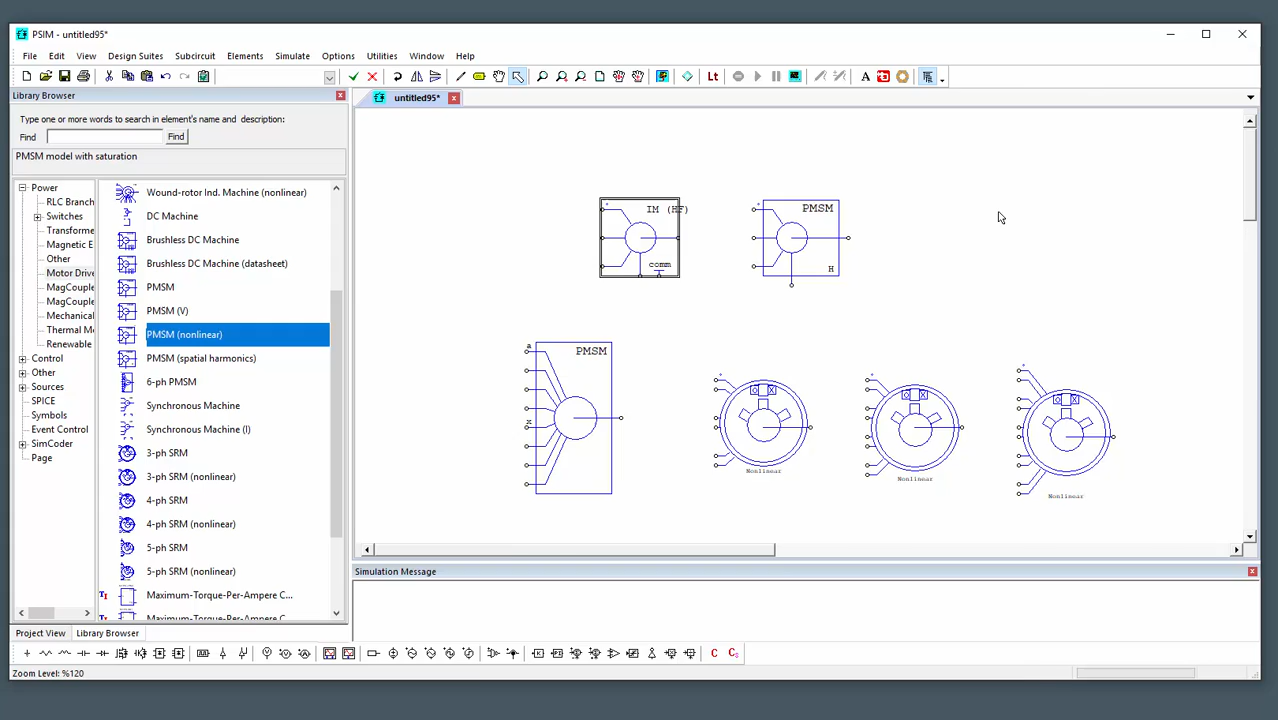 PSIM - untitled95*
File Edit View Design Suites Subcircuit Elements Simulate Options Utilities Window Help
Lt A
Library Browser
untitled95*
Type one or more words to search in element's name and description:
Find Find
PMSM model with saturation
Power
RLC Branch
Switches
Transforme
Magnetic E
Other
Motor Drive
MagCouple
MagCouple
Mechanical
Thermal Mo
Renewable
Control
Other
Sources
SPICE
Symbols
Event Control
SimCoder
Page
Wound-rotor Ind. Machine (nonlinear)
DC Machine
Brushless DC Machine
Brushless DC Machine (datasheet)
PMSM
PMSM (V)
PMSM (nonlinear)
PMSM (spatial harmonics)
6-ph PMSM
Synchronous Machine
Synchronous Machine (I)
3-ph SRM
3-ph SRM (nonlinear)
4-ph SRM
4-ph SRM (nonlinear)
5-ph SRM
5-ph SRM (nonlinear)
Maximum-Torque-Per-Ampere C...
Maximum-Torque-Per-Ampere C
IM (HF)
comm
PMSM
H
a
PMSM
x
Nonlinear
Nonlinear
Nonlinear
Simulation Message
Project View Library Browser
Zoom Level: %120